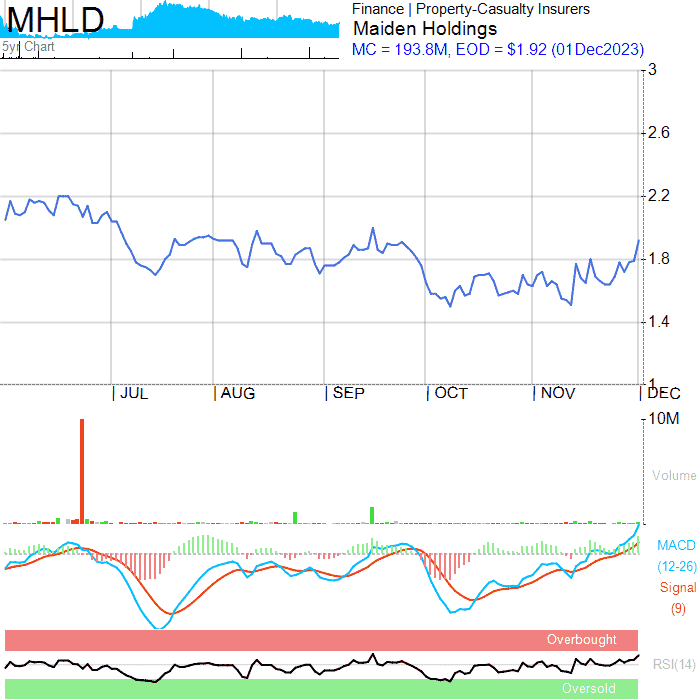 MHLD
5yr Chart
Finance | Property-Casualty Insurers
Maiden Holdings
MC = 193.8M, EOD = $1.92 (01Dec2023)
3
2.6
2.2
1.8
1.4
1
JUL AUG SEP OCT NOV DEC
10M
Volume
MACD
(12-26)
Signal
(9)
Overbought
RSI(14)
Oversold